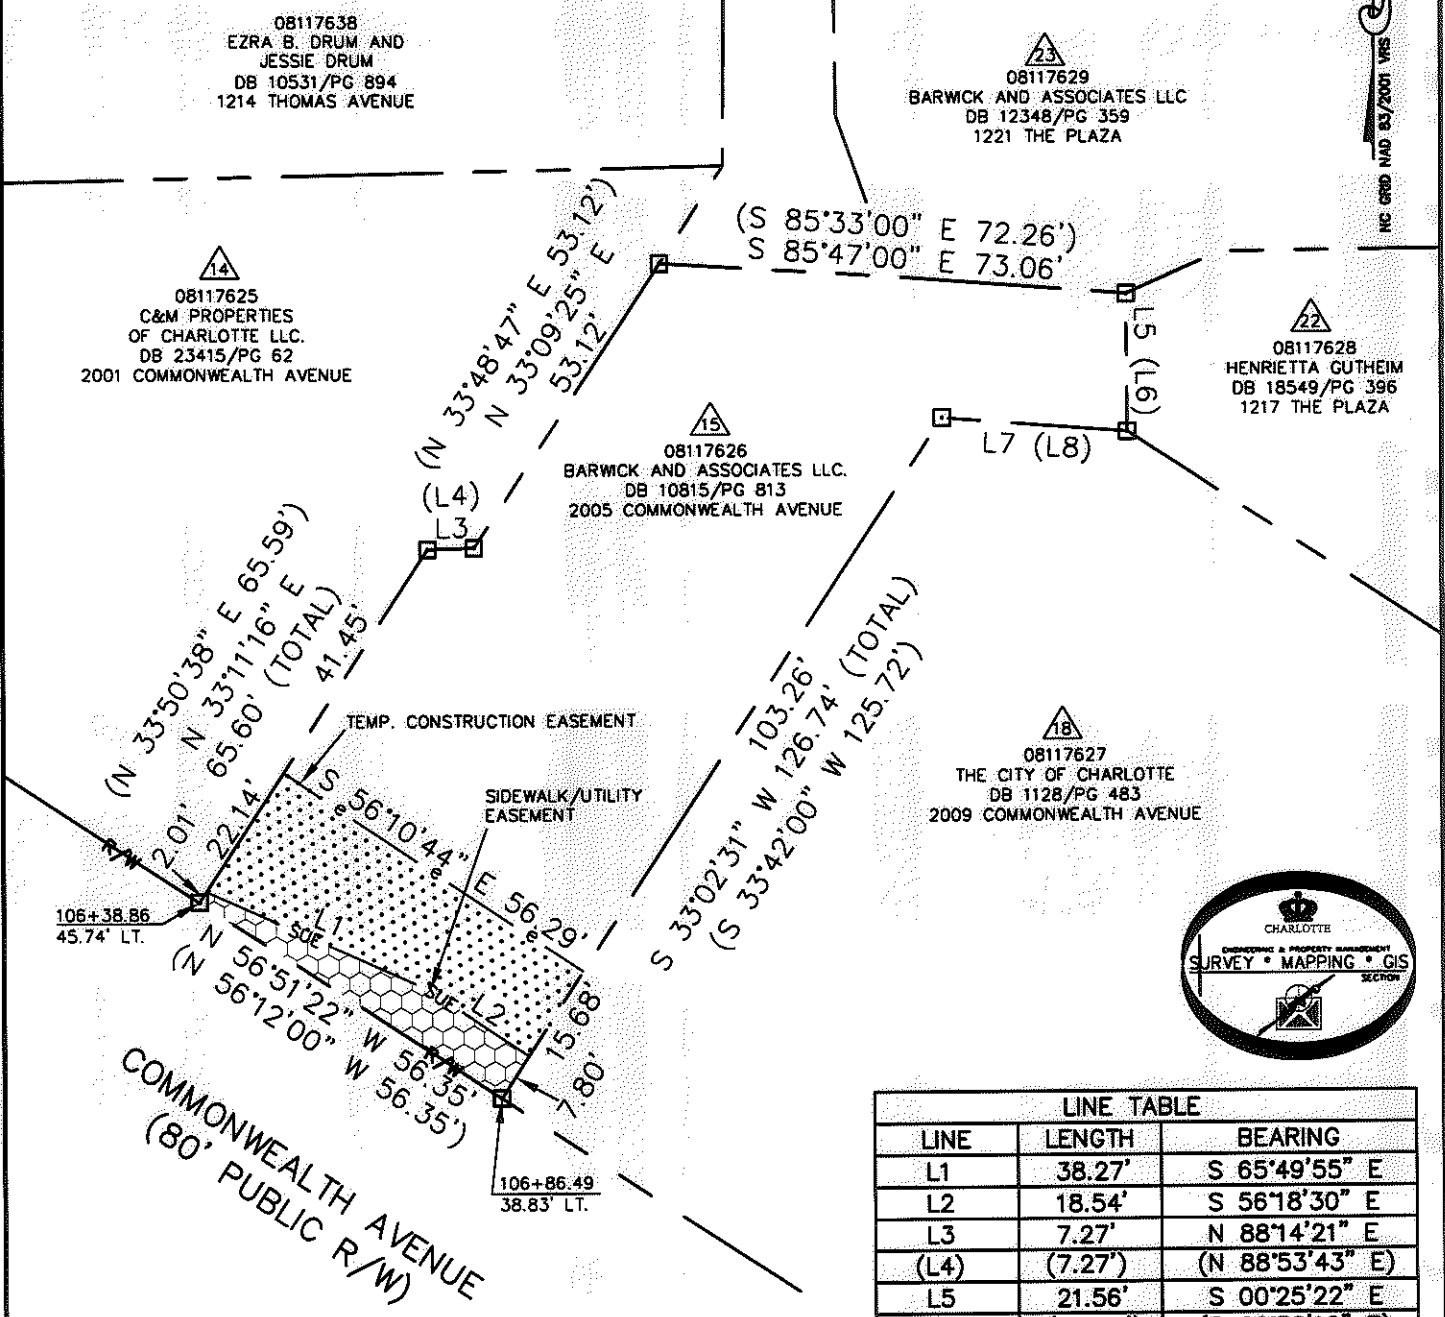 08117638
EZRA B. DRUM AND
JESSIE DRUM
DB 10531/PG 894
1214 THOMAS AVENUE
23
08117629
BARWICK AND ASSOCIATES LLC
DB 12348/PG 359
1221 THE PLAZA
NC GRID NAD 83/2001 VRS
(S 85°33'00" E 72.26')
S 85°47'00" E 73.06'
14
08117625
C&M PROPERTIES
OF CHARLOTTE LLC.
DB 23415/PG 62
2001 COMMONWEALTH AVENUE
(N 33°48'47" E 53.12')
N 33°09'25" E
53.12'
L5 (L6)
22
08117628
HENRIETTA GUTHEIM
DB 18549/PG 396
1217 THE PLAZA
15
08117626
BARWICK AND ASSOCIATES LLC.
DB 10815/PG 813
2005 COMMONWEALTH AVENUE
L7 (L8)
(L4)
L3
(N 33°50'38" E 65.59')
N 33°11'16" E
65.60' (TOTAL)
41.45'
22.14'
2.01'
R/W
TEMP. CONSTRUCTION EASEMENT
SIDEWALK/UTILITY
EASEMENT
S 56°10'44" E 56.29'
e
e
e
103.26'
S 33°02'31" W 126.74' (TOTAL)
(S 33°42'00" W 125.72')
18
08117627
THE CITY OF CHARLOTTE
DB 1128/PG 483
2009 COMMONWEALTH AVENUE
106+38.86
45.74' LT.
L1
SUE
SUE
L2
N 56°51'22" W 56.35'
(N 56°12'00" W 56.35')
R/W
15.68'
7.80'
106+86.49
38.83' LT.
COMMONWEALTH AVENUE
(80' PUBLIC R/W)
CHARLOTTE
ENGINEERING & PROPERTY MANAGEMENT
SURVEY * MAPPING * GIS
SECTION
LINE TABLE
LINE LENGTH BEARING
L1 38.27' S 65°49'55" E
L2 18.54' S 56°18'30" E
L3 7.27' N 88°14'21" E
(L4) (7.27') (N 88°53'43" E)
L5 21.56' S 00°25'22" E